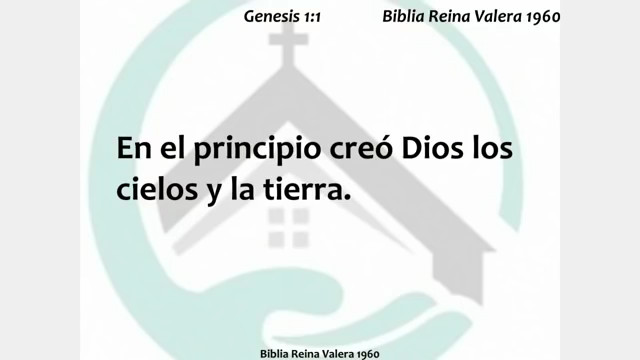 Genesis 1:1 Biblia Reina Valera 1960
En el principio creó Dios los
cielos y la tierra.
Biblia Reina Valera 1960